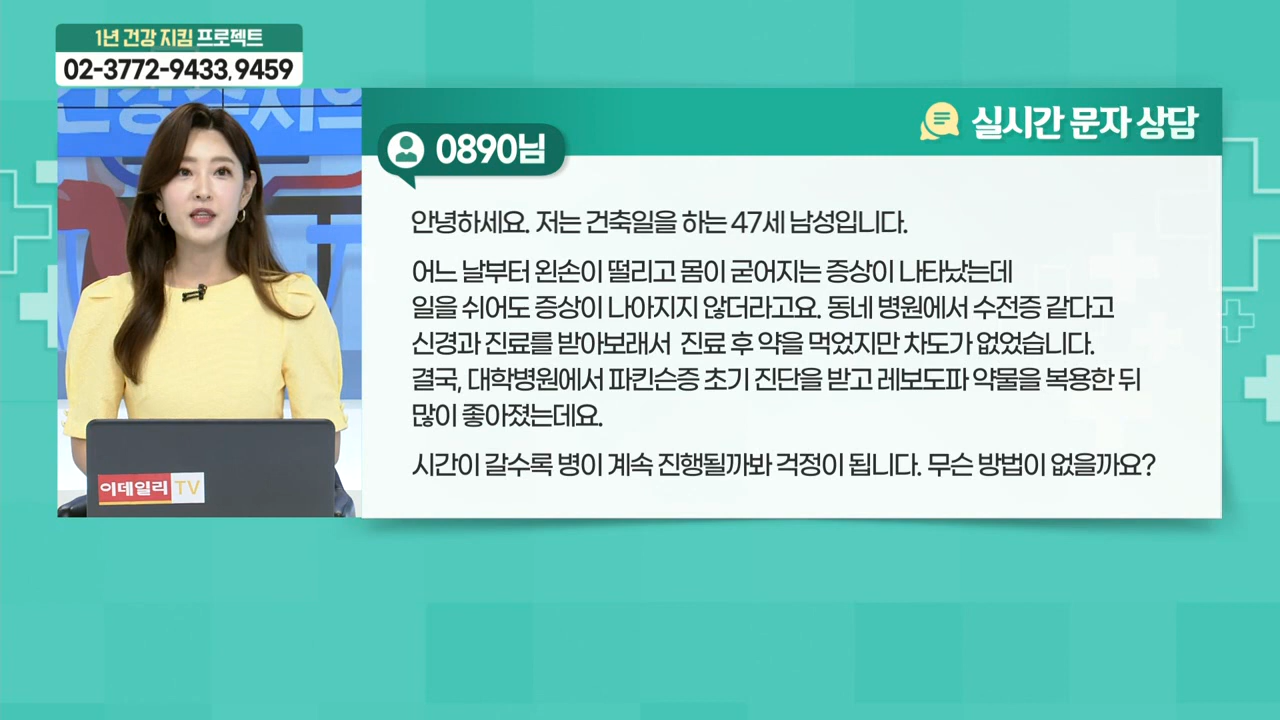 1년 건강 지킴 프로젝트
02-3772-9433, 9459
건강주치의
실시간 문자 상담
0890님
안녕하세요. 저는 건축일을 하는 47세 남성입니다.
어느 날부터 왼손이 떨리고 몸이 굳어지는 증상이 나타났는데
일을 쉬어도 증상이 나아지지 않더라고요. 동네 병원에서 수전증 같다고
신경과 진료를 받아보래서 진료 후 약을 먹었지만 차도가 없었습니다.
결국, 대학병원에서 파킨슨증 초기 진단을 받고 레보도파 약물을 복용한 뒤
많이 좋아졌는데요.
시간이 갈수록 병이 계속 진행될까봐 걱정이 됩니다. 무슨 방법이 없을까요?
이데일리 TV